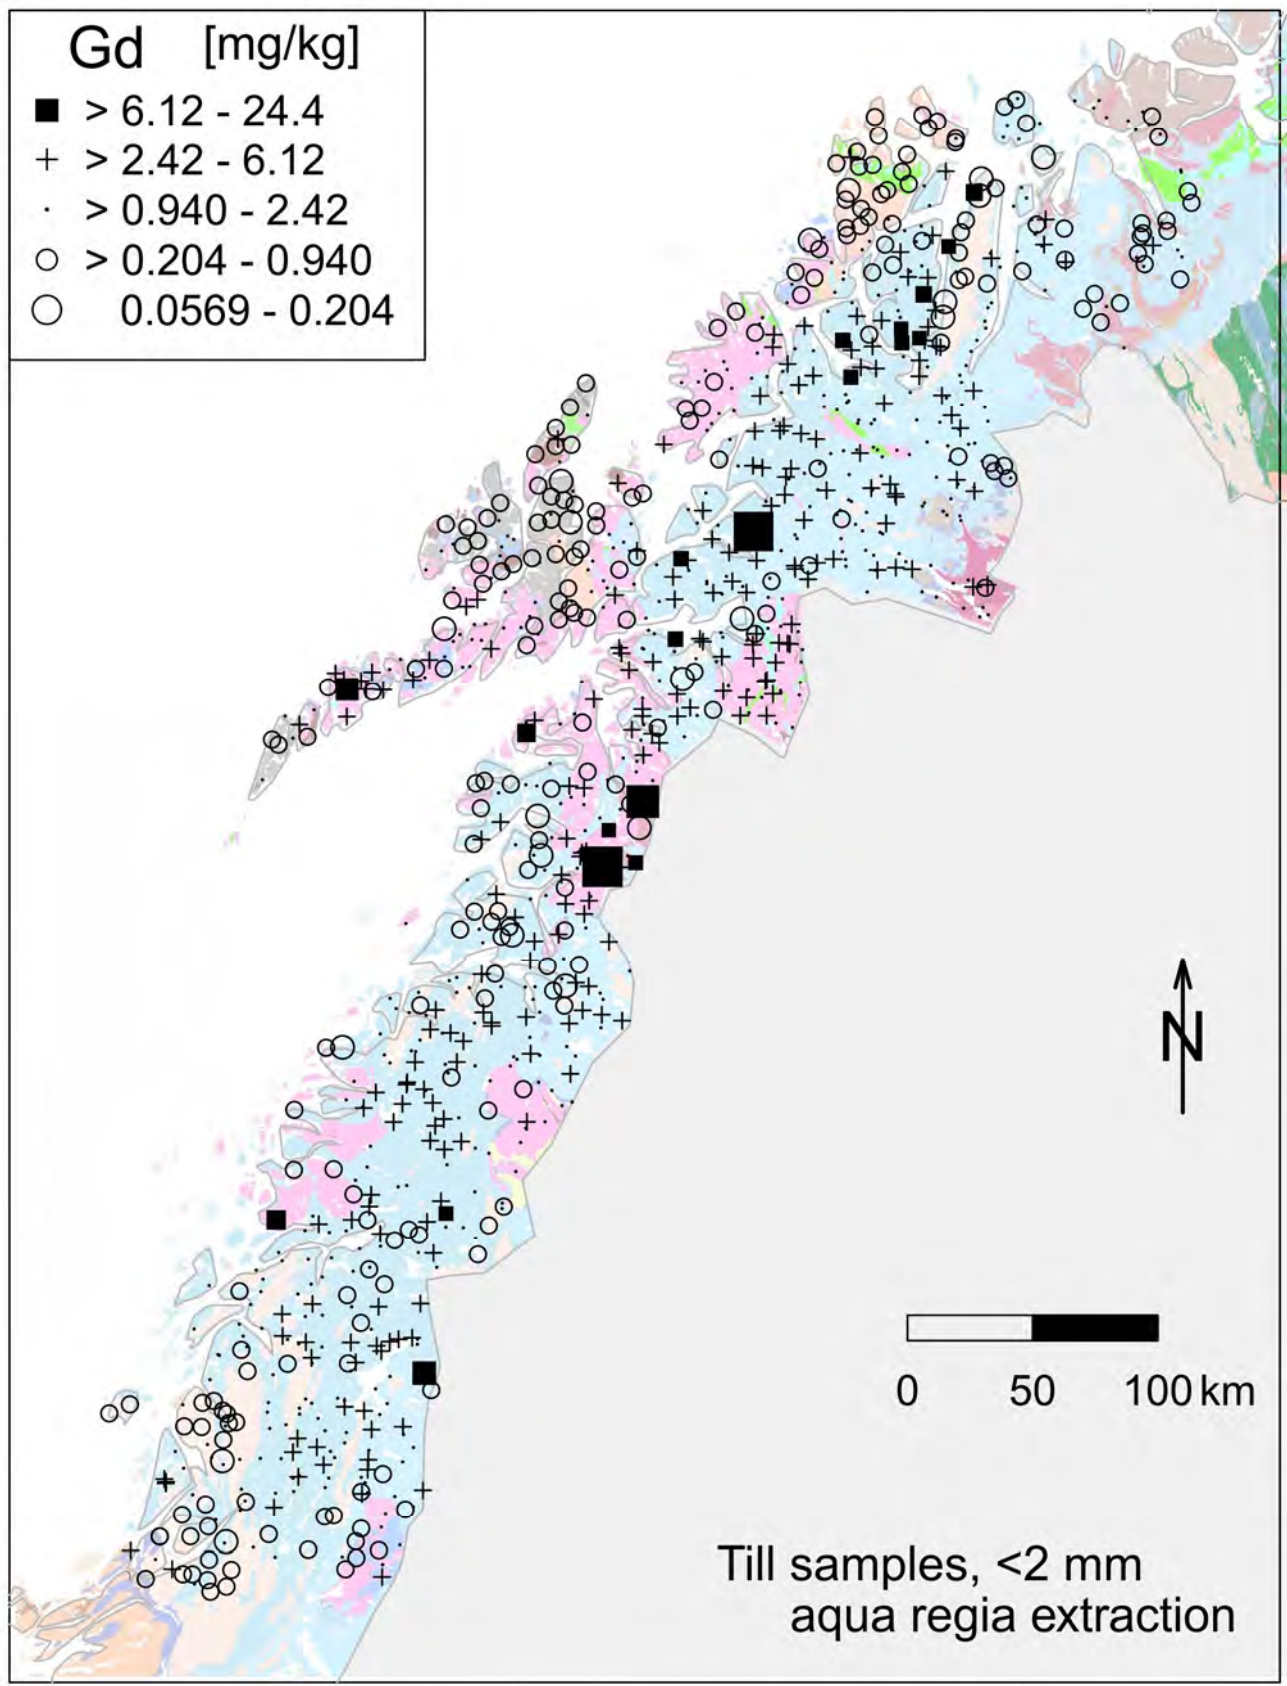 Gd [mg/kg]
■ > 6.12 - 24.4
+ > 2.42 - 6.12
· > 0.940 - 2.42
○ > 0.204 - 0.940
○ 0.0569 - 0.204
N
0 50 100 km
Till samples, <2 mm
aqua regia extraction